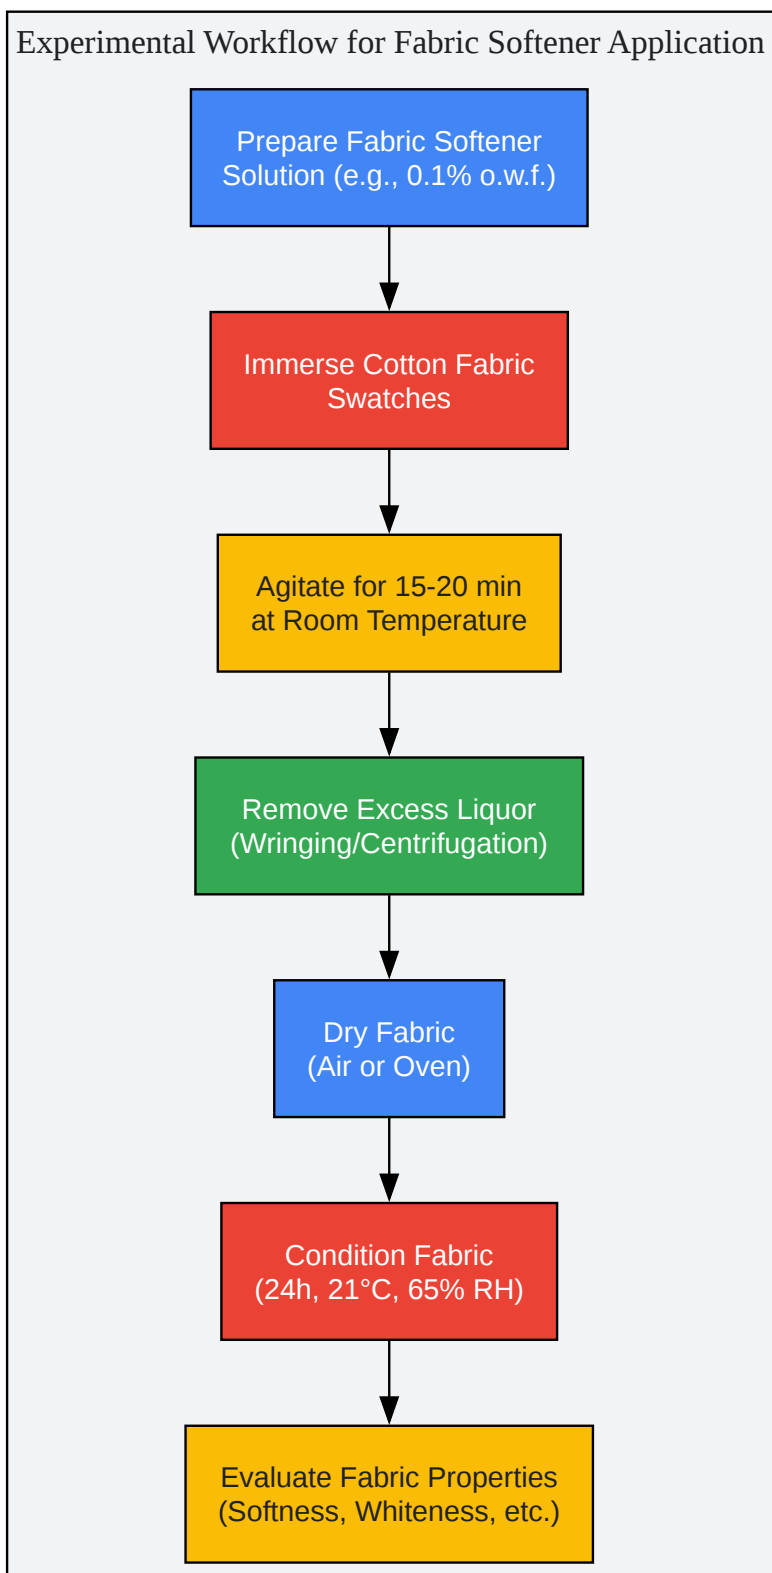 Experimental Workflow for Fabric Softener Application
Prepare Fabric Softener
Solution (e.g., 0.1% o.w.f.)
Immerse Cotton Fabric
Swatches
Agitate for 15-20 min
at Room Temperature
Remove Excess Liquor
(Wringing/Centrifugation)
Dry Fabric
(Air or Oven)
Condition Fabric
(24h, 21°C, 65% RH)
Evaluate Fabric Properties
(Softness, Whiteness, etc.)